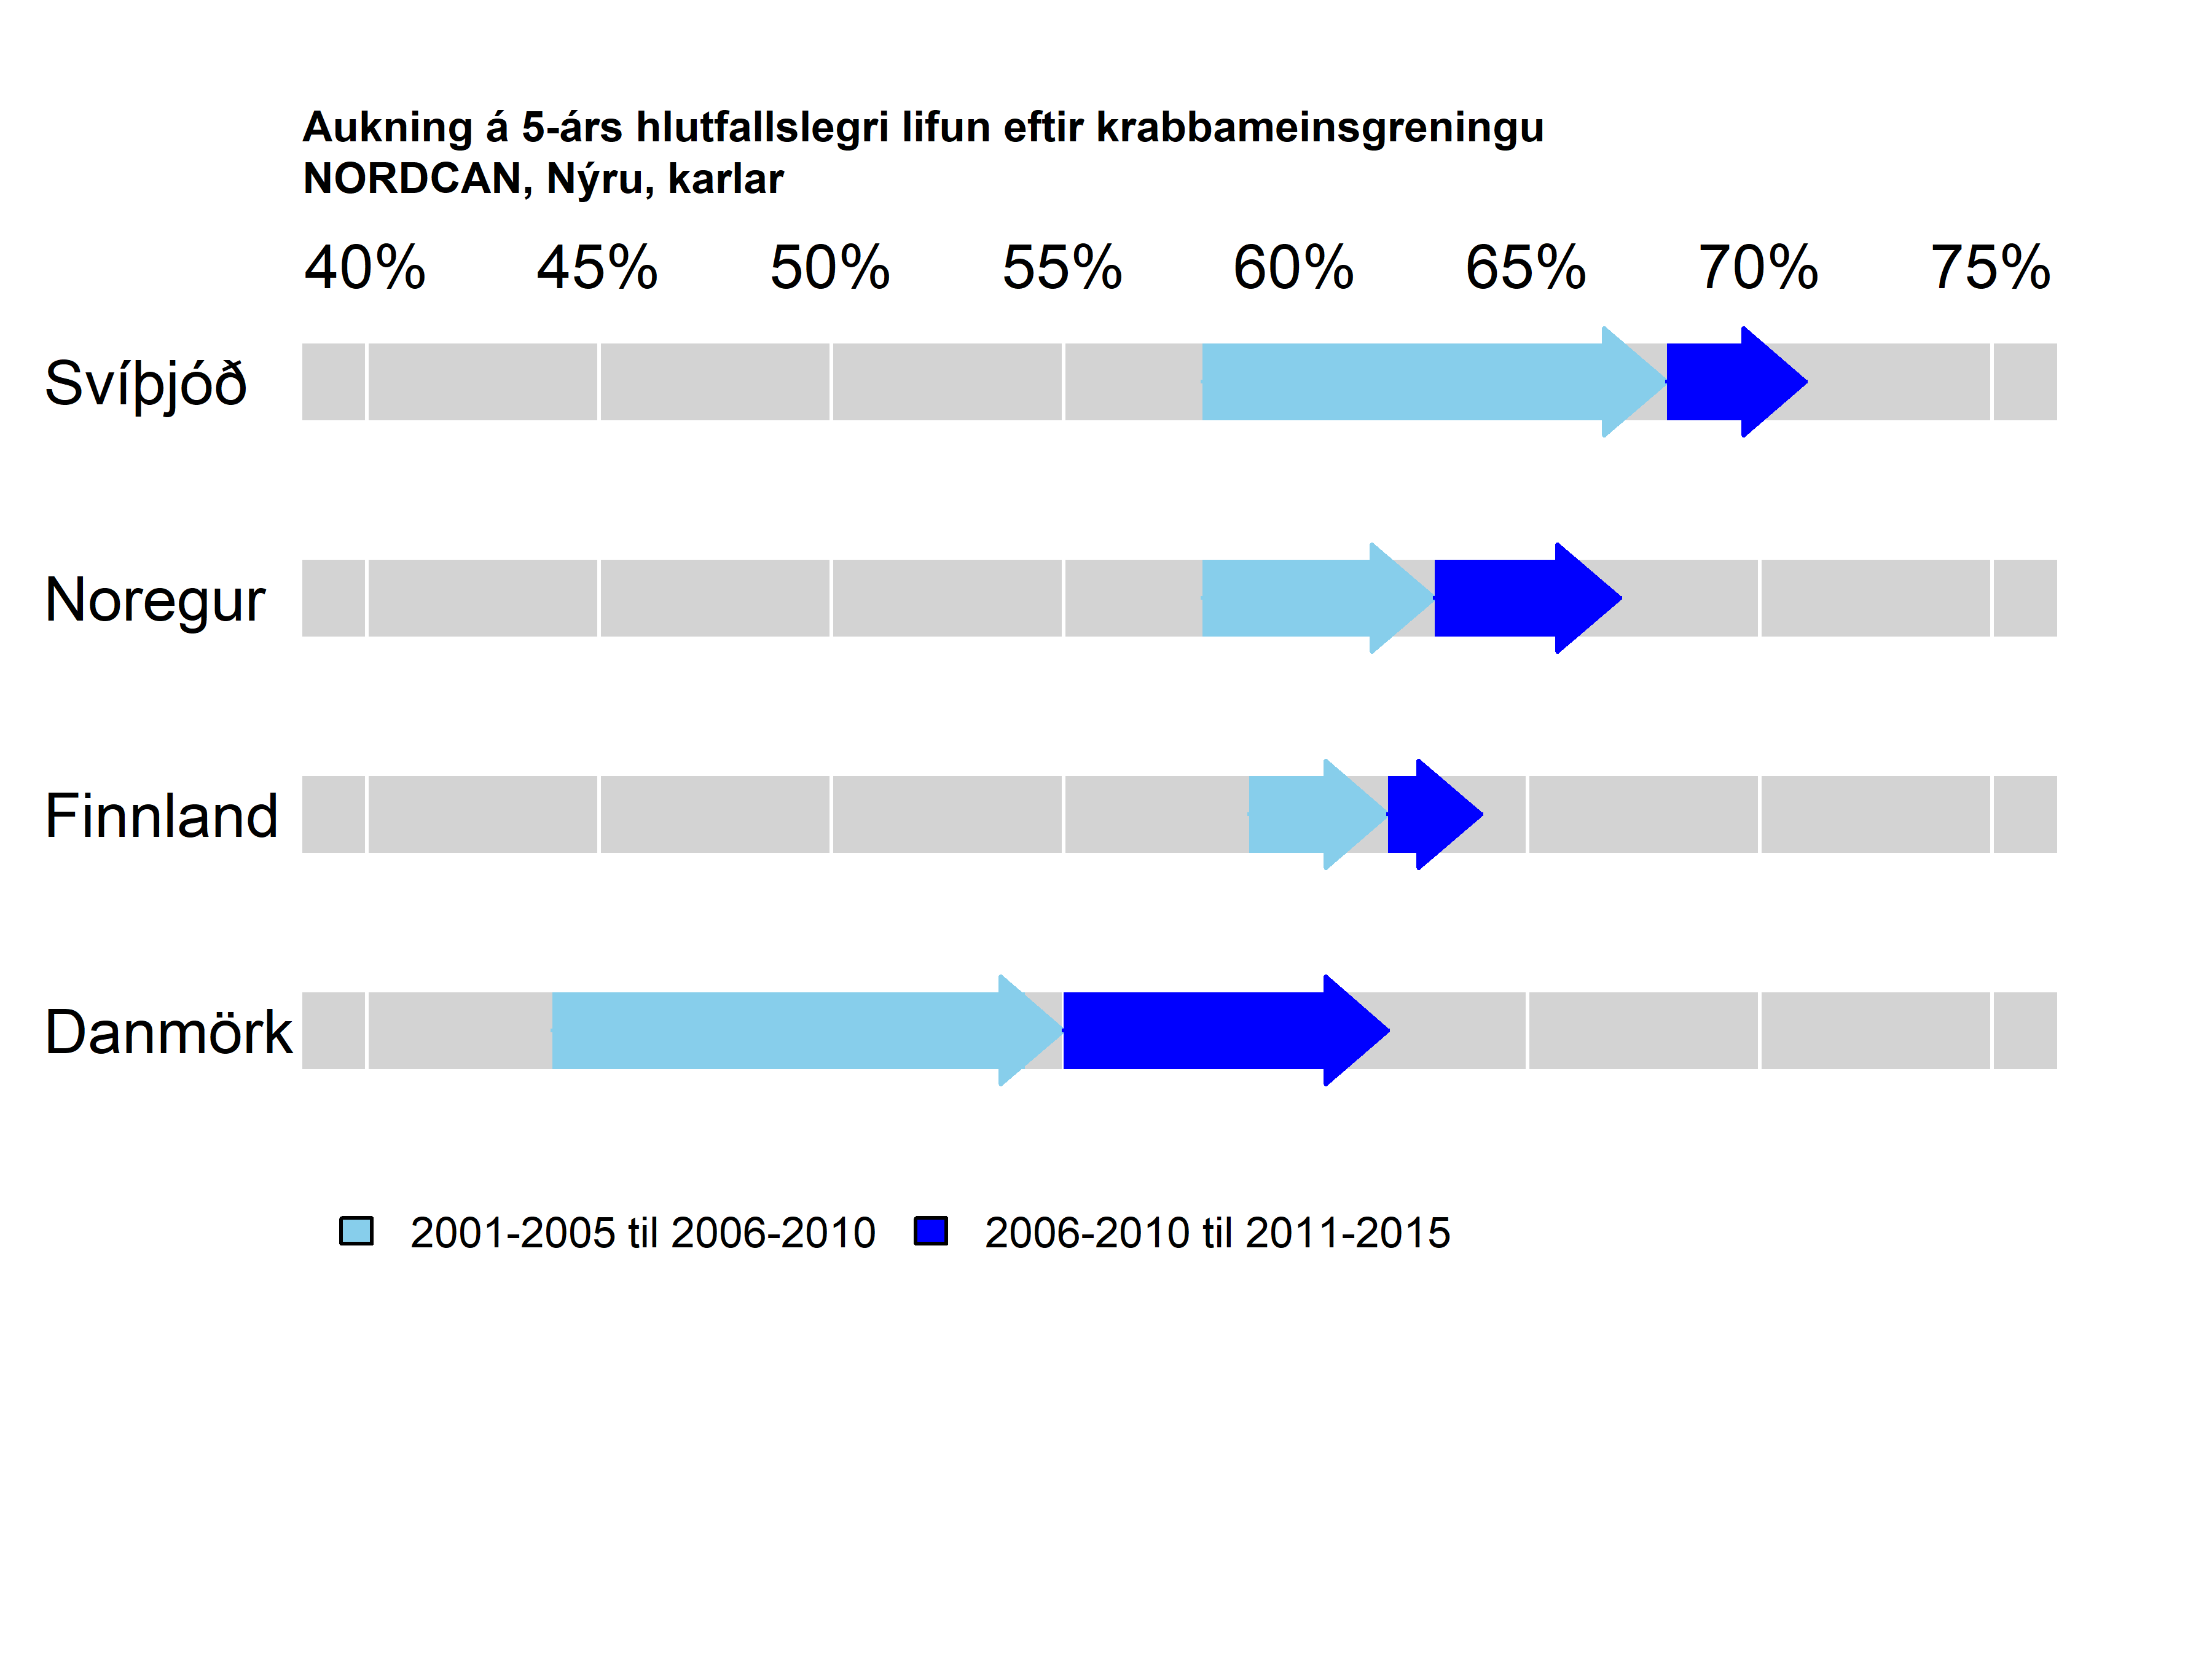 Aukning á 5-árs hlutfallslegri lifun eftir krabbameinsgreningu
NORDCAN, Nýru, karlar
40% 45% 50% 55% 60% 65% 70% 75%
Svíþjóð
Noregur
Finnland
Danmörk
2001-2005 til 2006-2010 2006-2010 til 2011-2015